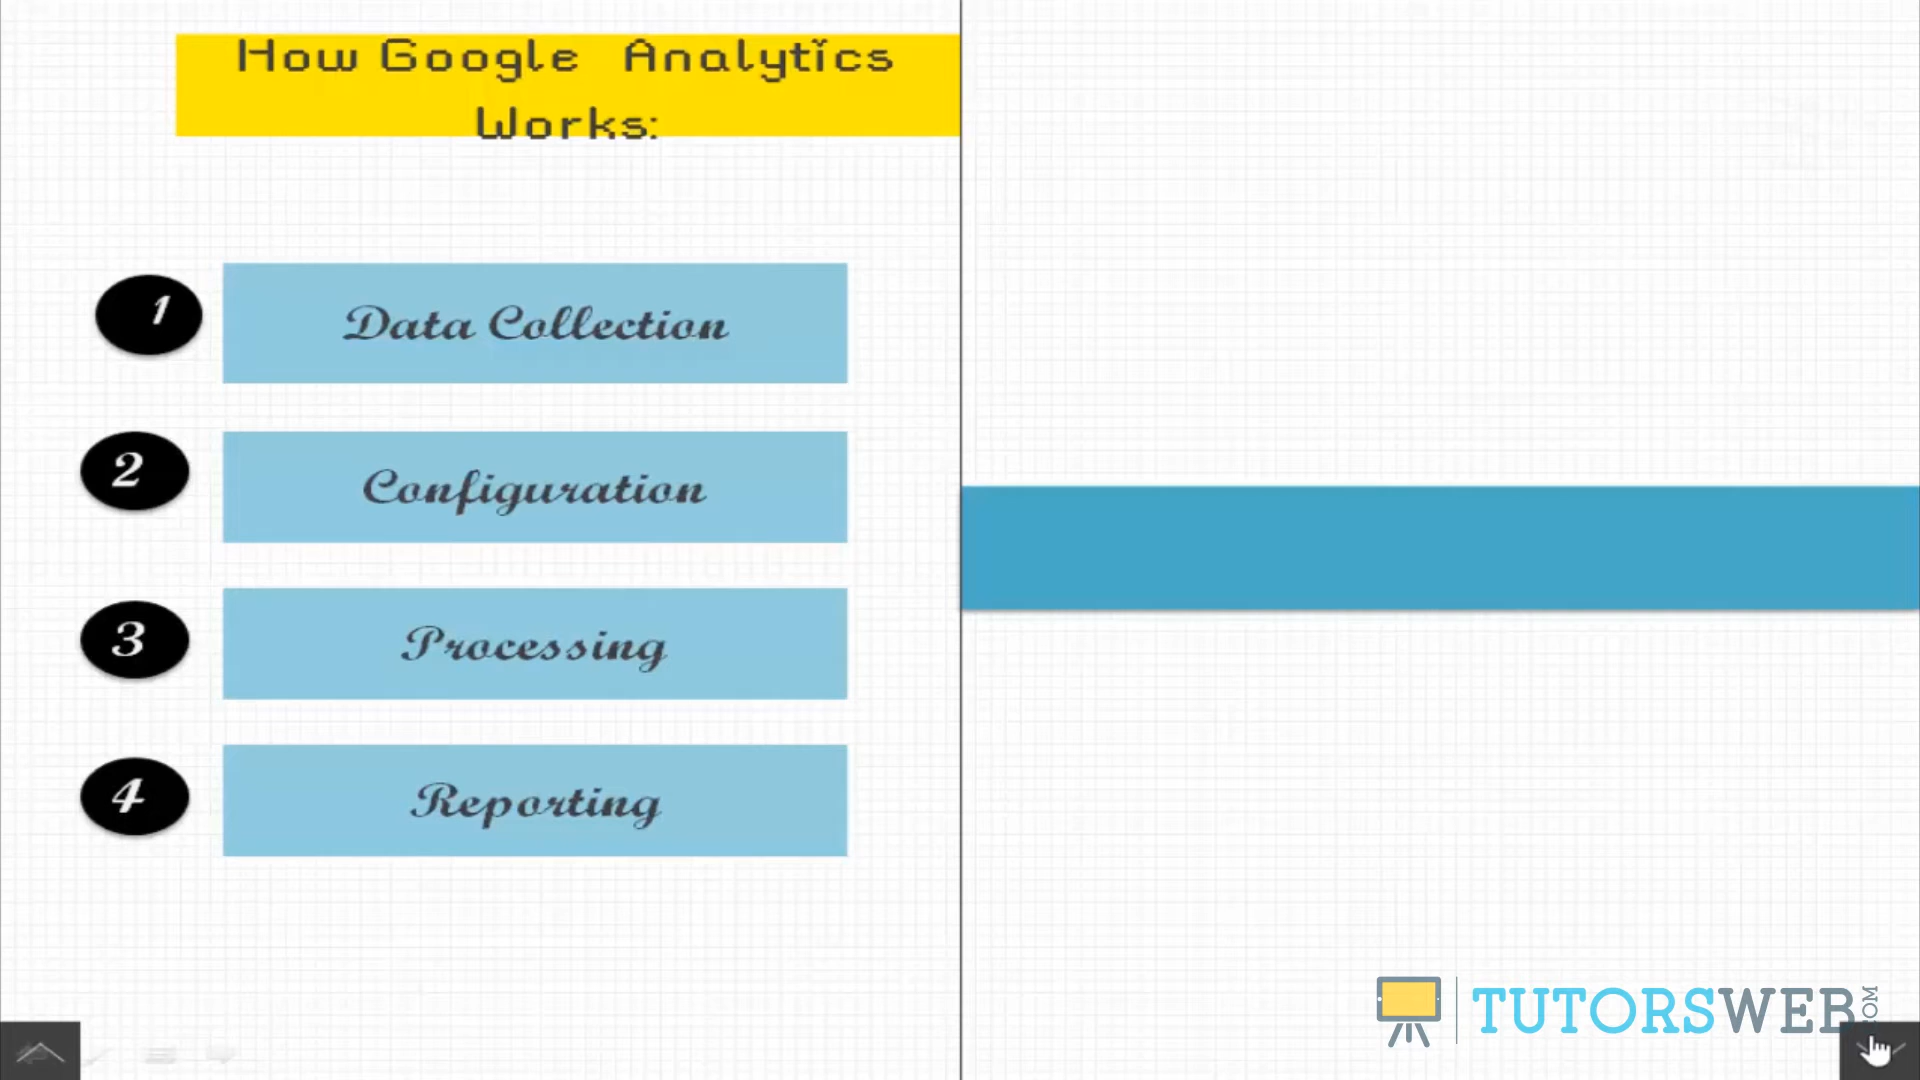 How Google Analytics
Works:
1
Data Collection
2
Configuration
3
Processing
4
Reporting
TUTORSWEB.COM